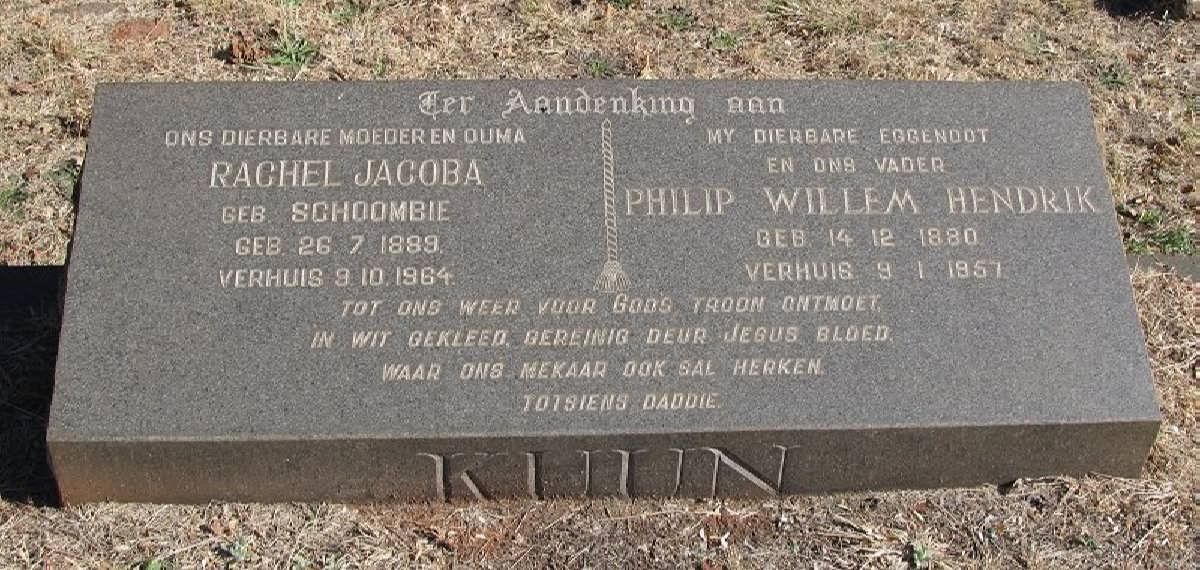 Ter Aandenking aan
ONS DIERBARE MOEDER EN OUMA
RACHEL JACOBA
GEB. SCHOOMBIE
GEB. 26. 7. 1889.
VERHUIS 9.10.1964.
MY DIERBARE EGGENOOT
EN ONS VADER
PHILIP WILLEM HENDRIK
GEB. 14. 12. 1880.
VERHUIS. 9. 1. 1957.
TOT ONS WEER VOOR GODS TROON ONTMOET,
IN WIT GEKLEED, GEREINIG DEUR JESUS BLOED,
WAAR ONS MEKAAR OOK SAL HERKEN.
TOTSIENS DADDIE.
KUUN